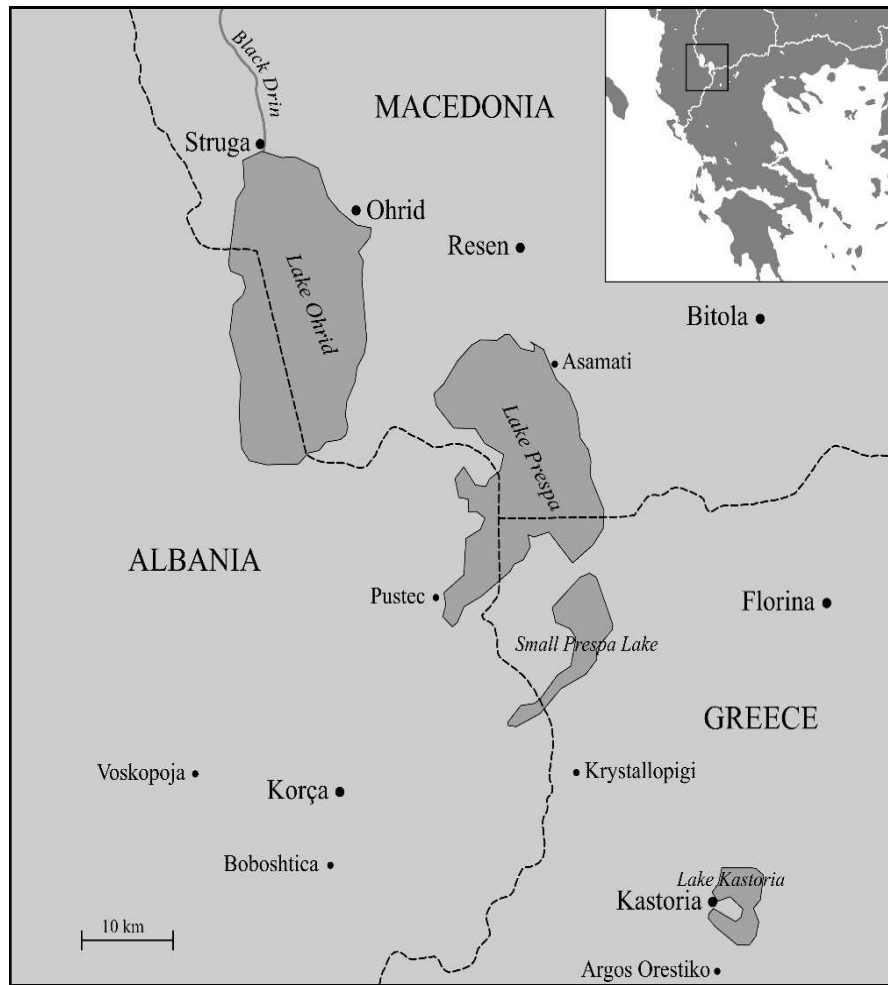 Black Drin
MACEDONIA
Struga
Ohrid
Resen
Lake Ohrid
Bitola
Asamati
Lake Prespa
ALBANIA
Pustec
Florina
Small Prespa Lake
GREECE
Voskopoja
Krystallopigi
Korça
Boboshtica
Lake Kastoria
Kastoria
10 km
Argos Orestiko